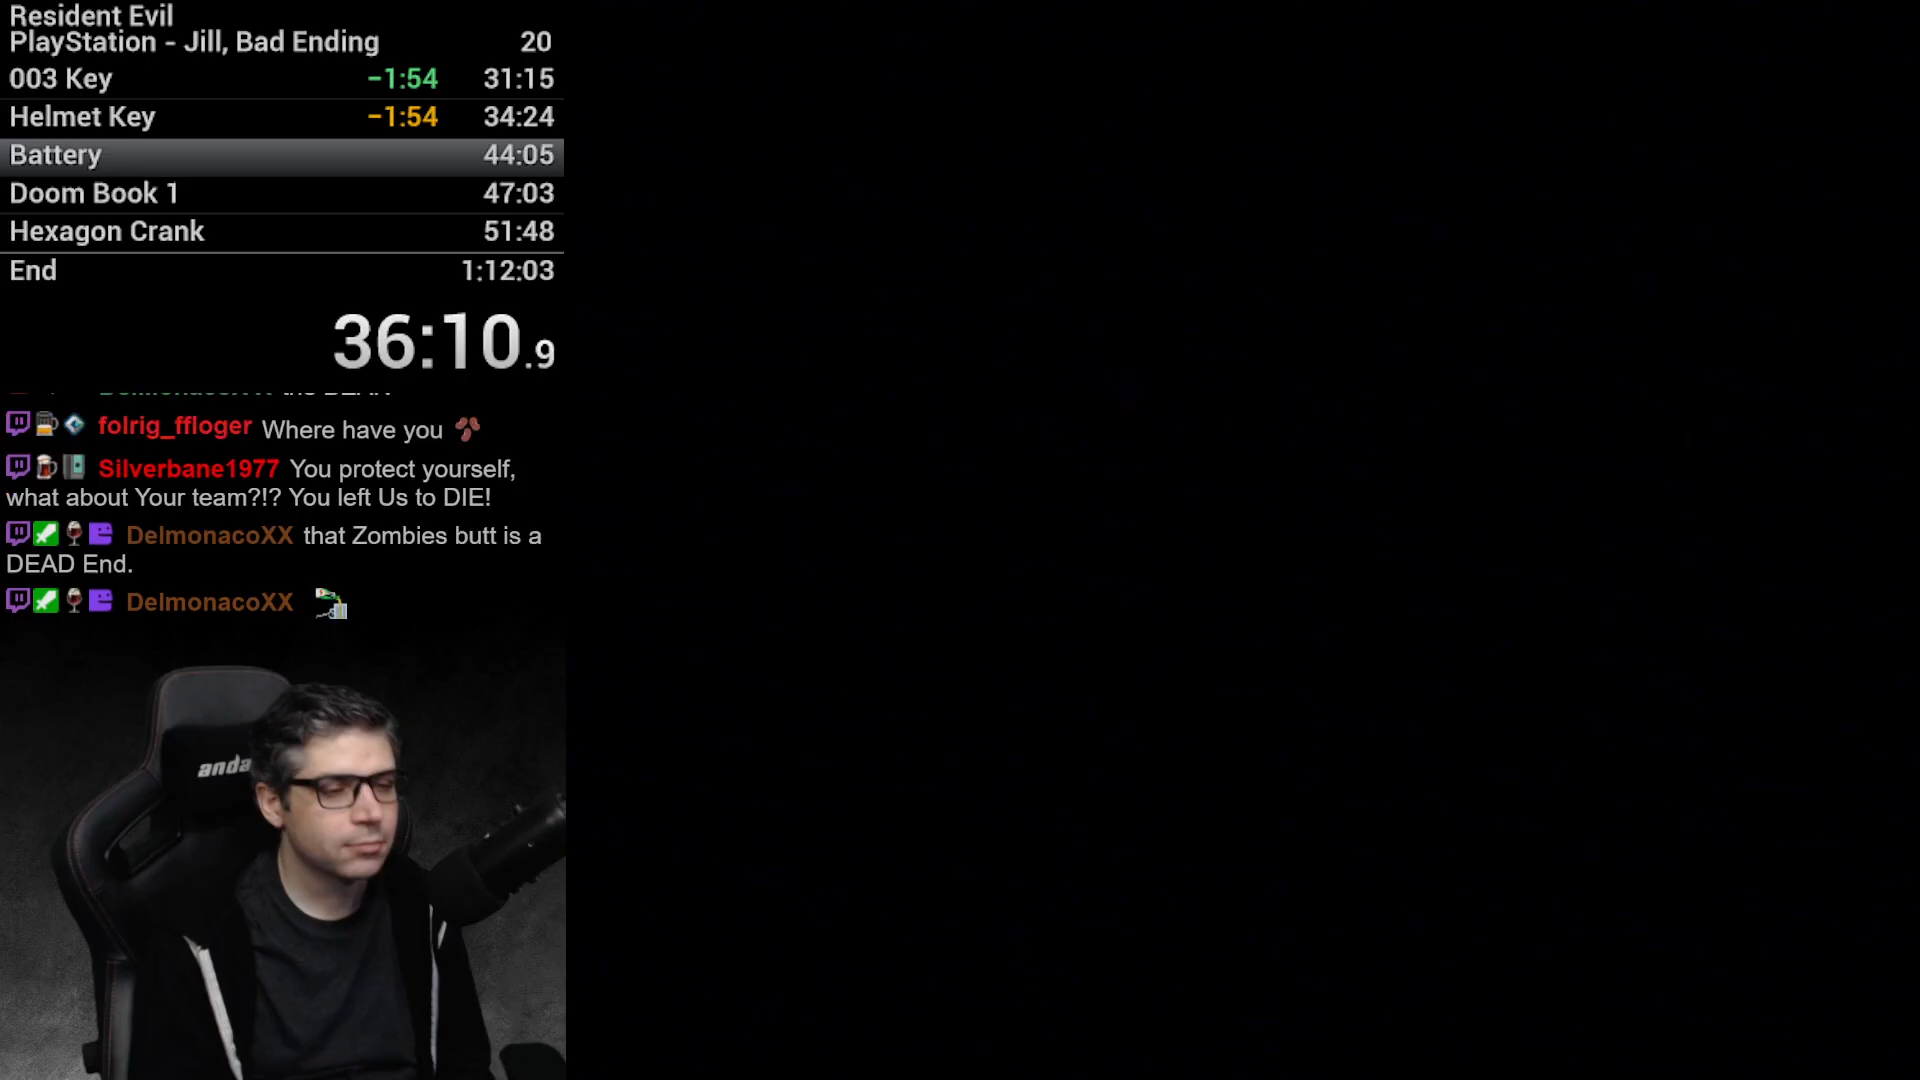 Resident Evil
PlayStation - Jill, Bad Ending 20
003 Key -1:54 31:15
Helmet Key -1:54 34:24
Battery 44:05
Doom Book 1 47:03
Hexagon Crank 51:48
End 1:12:03
36:10.9
folrig_ffloger Where have you
Silverbane1977 You protect yourself,
what about Your team?!? You left Us to DIE!
DelmonacoXX that Zombies butt is a
DEAD End.
DelmonacoXX
anda